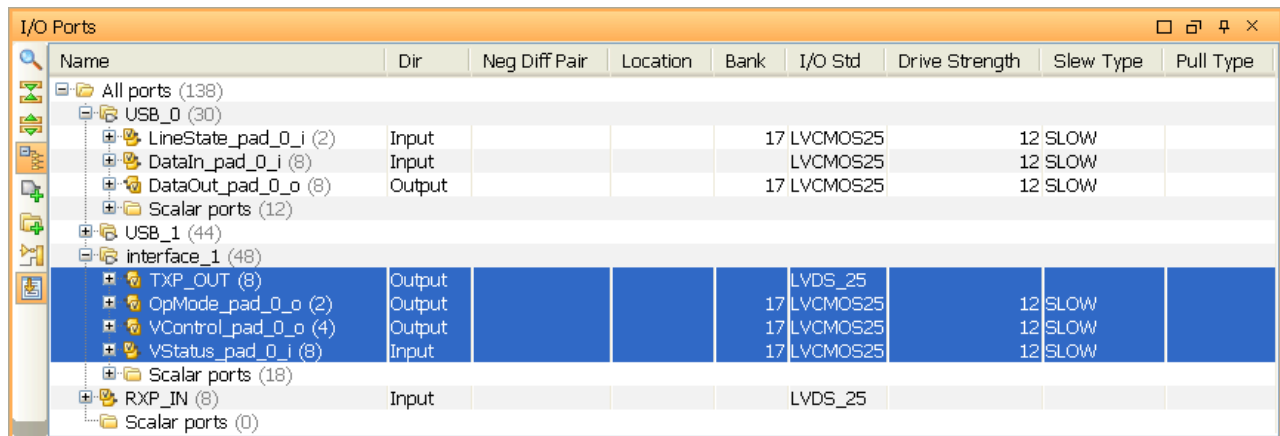 I/O Ports
Name Dir Neg Diff Pair Location Bank I/O Std Drive Strength Slew Type Pull Type
All ports (138)
USB_0 (30)
LineState_pad_0_i (2) Input 17 LVCMOS25 12 SLOW
DataIn_pad_0_i (8) Input LVCMOS25 12 SLOW
DataOut_pad_0_o (8) Output 17 LVCMOS25 12 SLOW
Scalar ports (12)
USB_1 (44)
interface_1 (48)
TXP_OUT (8) Output LVDS_25
OpMode_pad_0_o (2) Output 17 LVCMOS25 12 SLOW
VControl_pad_0_o (4) Output 17 LVCMOS25 12 SLOW
VStatus_pad_0_i (8) Input 17 LVCMOS25 12 SLOW
Scalar ports (18)
RXP_IN (8) Input LVDS_25
Scalar ports (0)